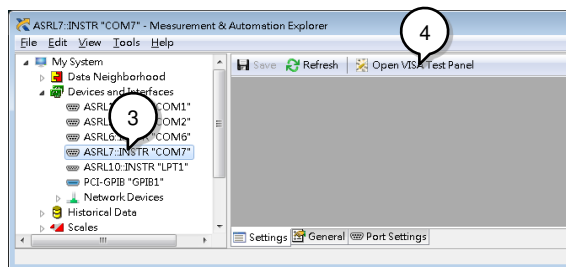 ASRL7::INSTR "COM7" - Measurement & Automation Explorer
File Edit View Tools Help
4
My System
Save Refresh Open VISA Test Panel
Data Neighborhood
Devices and Interfaces
COM1"
3
COM2"
ASRL6::INSTR "COM6"
ASRL7::INSTR "COM7"
ASRL10::INSTR "LPT1"
PCI-GPIB "GPIB1"
Network Devices
Historical Data
Scales
Settings General Port Settings